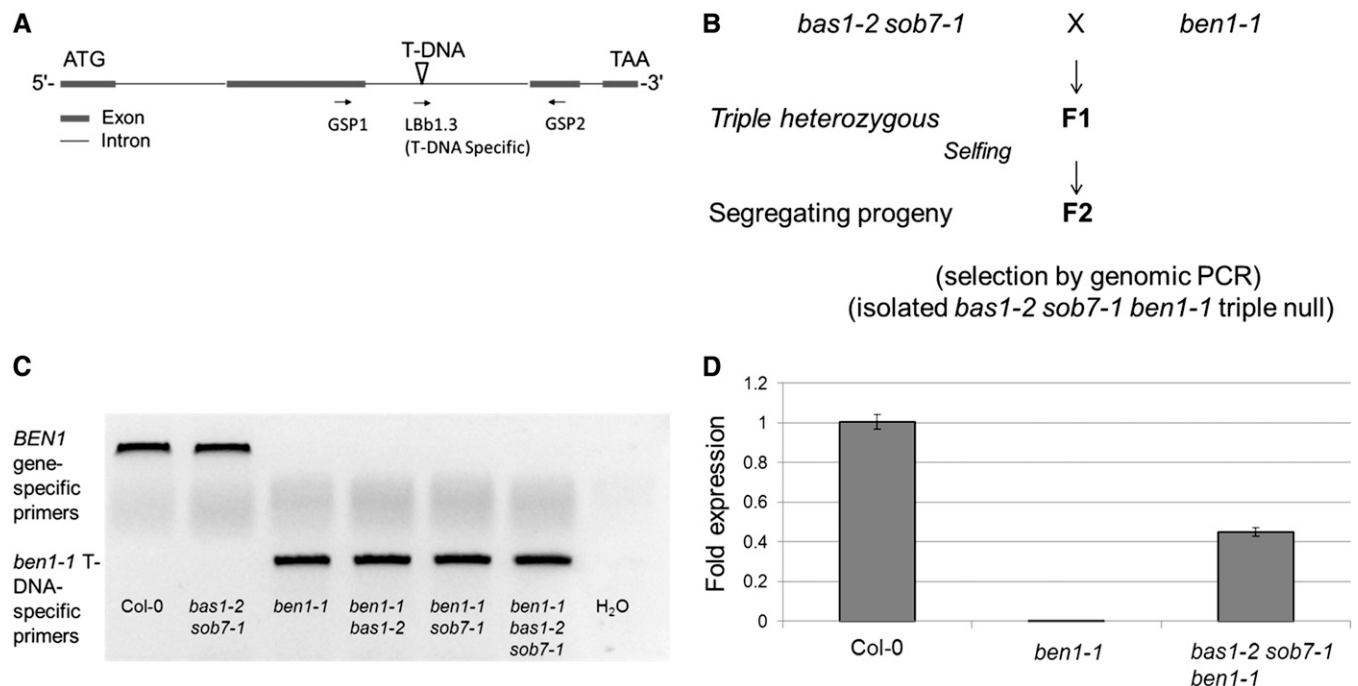 A
ATG
T-DNA
TAA
5'-
-3'
Exon
Intron
GSP1
LBb1.3
(T-DNA Specific)
GSP2
B
bas1-2 sob7-1 X ben1-1
Triple heterozygous F1
Selfing
Segregating progeny F2
(selection by genomic PCR)
(isolated bas1-2 sob7-1 ben1-1 triple null)
C
BEN1
gene-
specific
primers
ben1-1 T-
DNA-
specific
primers
Col-0
bas1-2
sob7-1
ben1-1
ben1-1
bas1-2
ben1-1
sob7-1
ben1-1
bas1-2
sob7-1
H₂O
D
Fold expression
1.2
1
0.8
0.6
0.4
0.2
0
Col-0
ben1-1
bas1-2 sob7-1
ben1-1